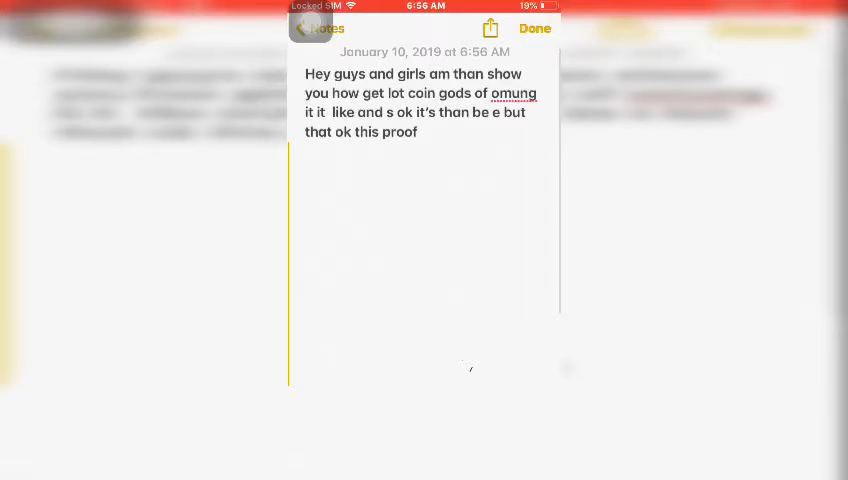 Locked SIM 6:56 AM 19%
Notes Done
January 10, 2019 at 6:56 AM
Hey guys and girls am than show
you how get lot coin gods of omung
it it like and s ok it's than be e but
that ok this proof